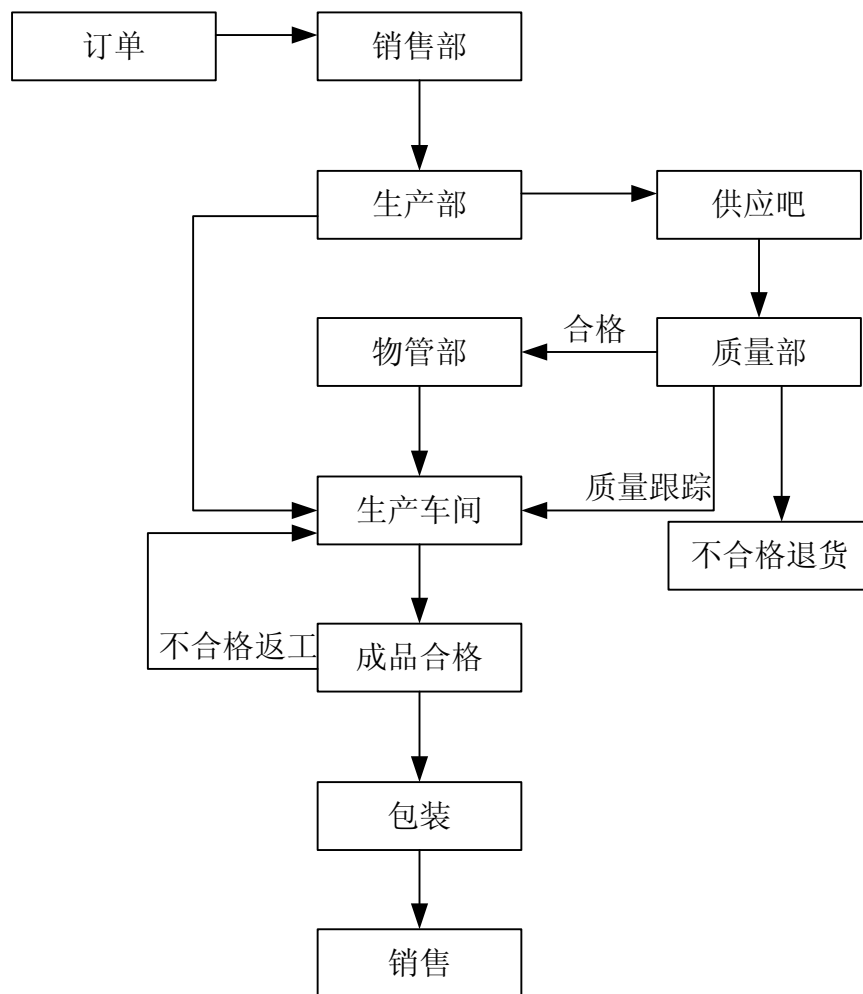 订单
销售部
生产部
供应吧
物管部
合格
质量部
生产车间
质量跟踪
不合格退货
不合格返工
成品合格
包装
销售